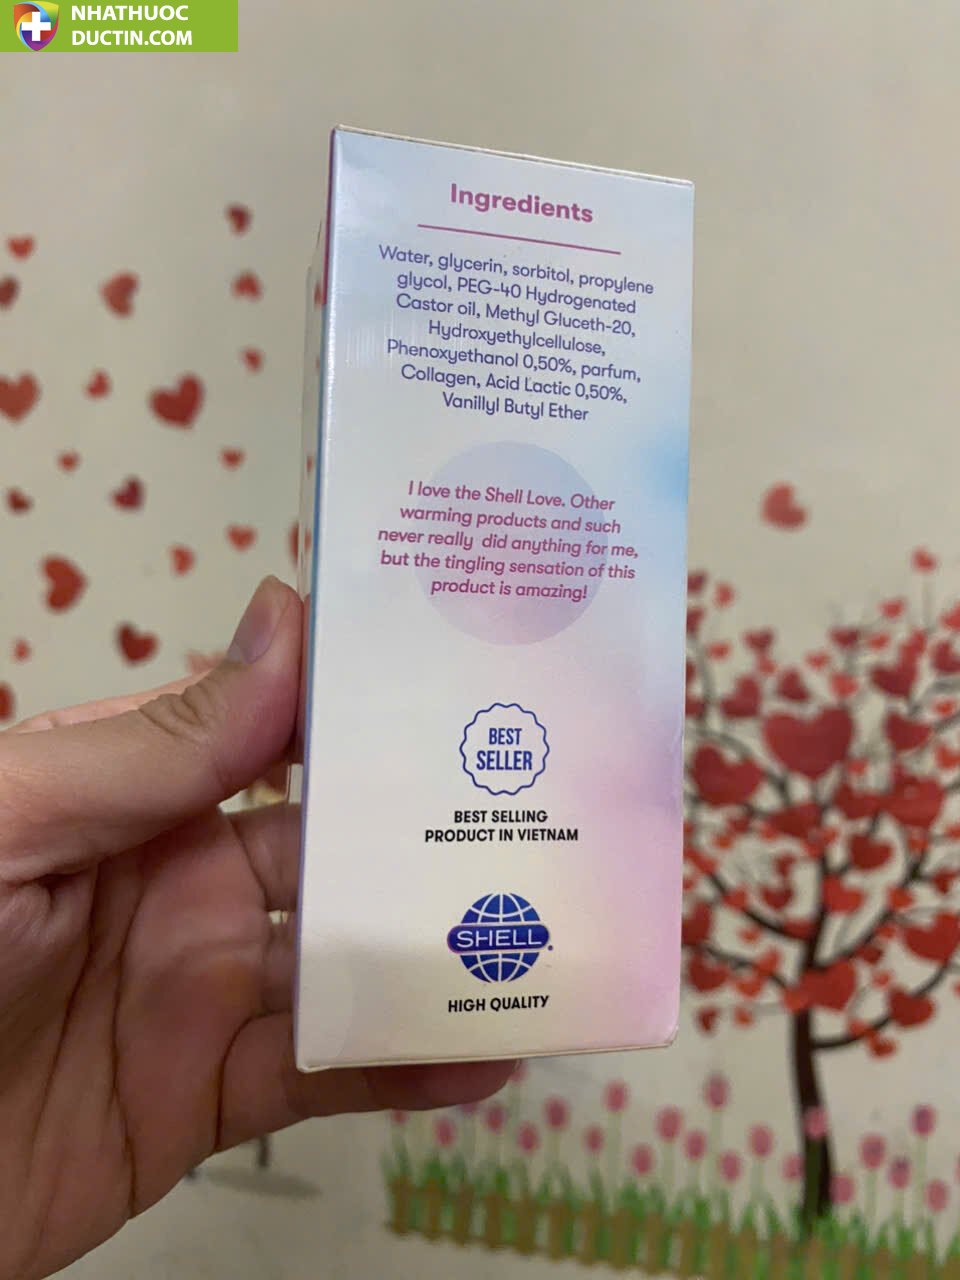 NHATHUOC
DUCTIN.COM
Ingredients
Water, glycerin, sorbitol, propylene
glycol, PEG-40 Hydrogenated
Castor oil, Methyl Gluceth-20,
Hydroxyethylcellulose,
Phenoxyethanol 0,50%, parfum,
Collagen, Acid Lactic 0,50%,
Vanillyl Butyl Ether
I love the Shell Love. Other
warming products and such
never really did anything for me,
but the tingling sensation of this
product is amazing!
BEST
SELLER
BEST SELLING
PRODUCT IN VIETNAM
SHELL
HIGH QUALITY